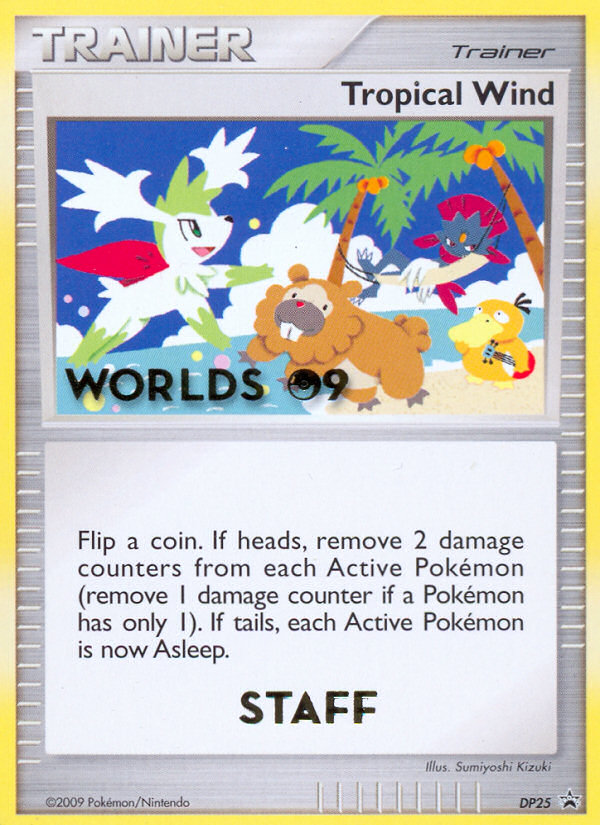 TRAINER
Trainer
Tropical Wind
WORLDS 09
Flip a coin. If heads, remove 2 damage
counters from each Active Pokémon
(remove 1 damage counter if a Pokémon
has only 1). If tails, each Active Pokémon
is now Asleep.
STAFF
Illus. Sumiyoshi Kizuki
©2009 Pokémon/Nintendo
DP25